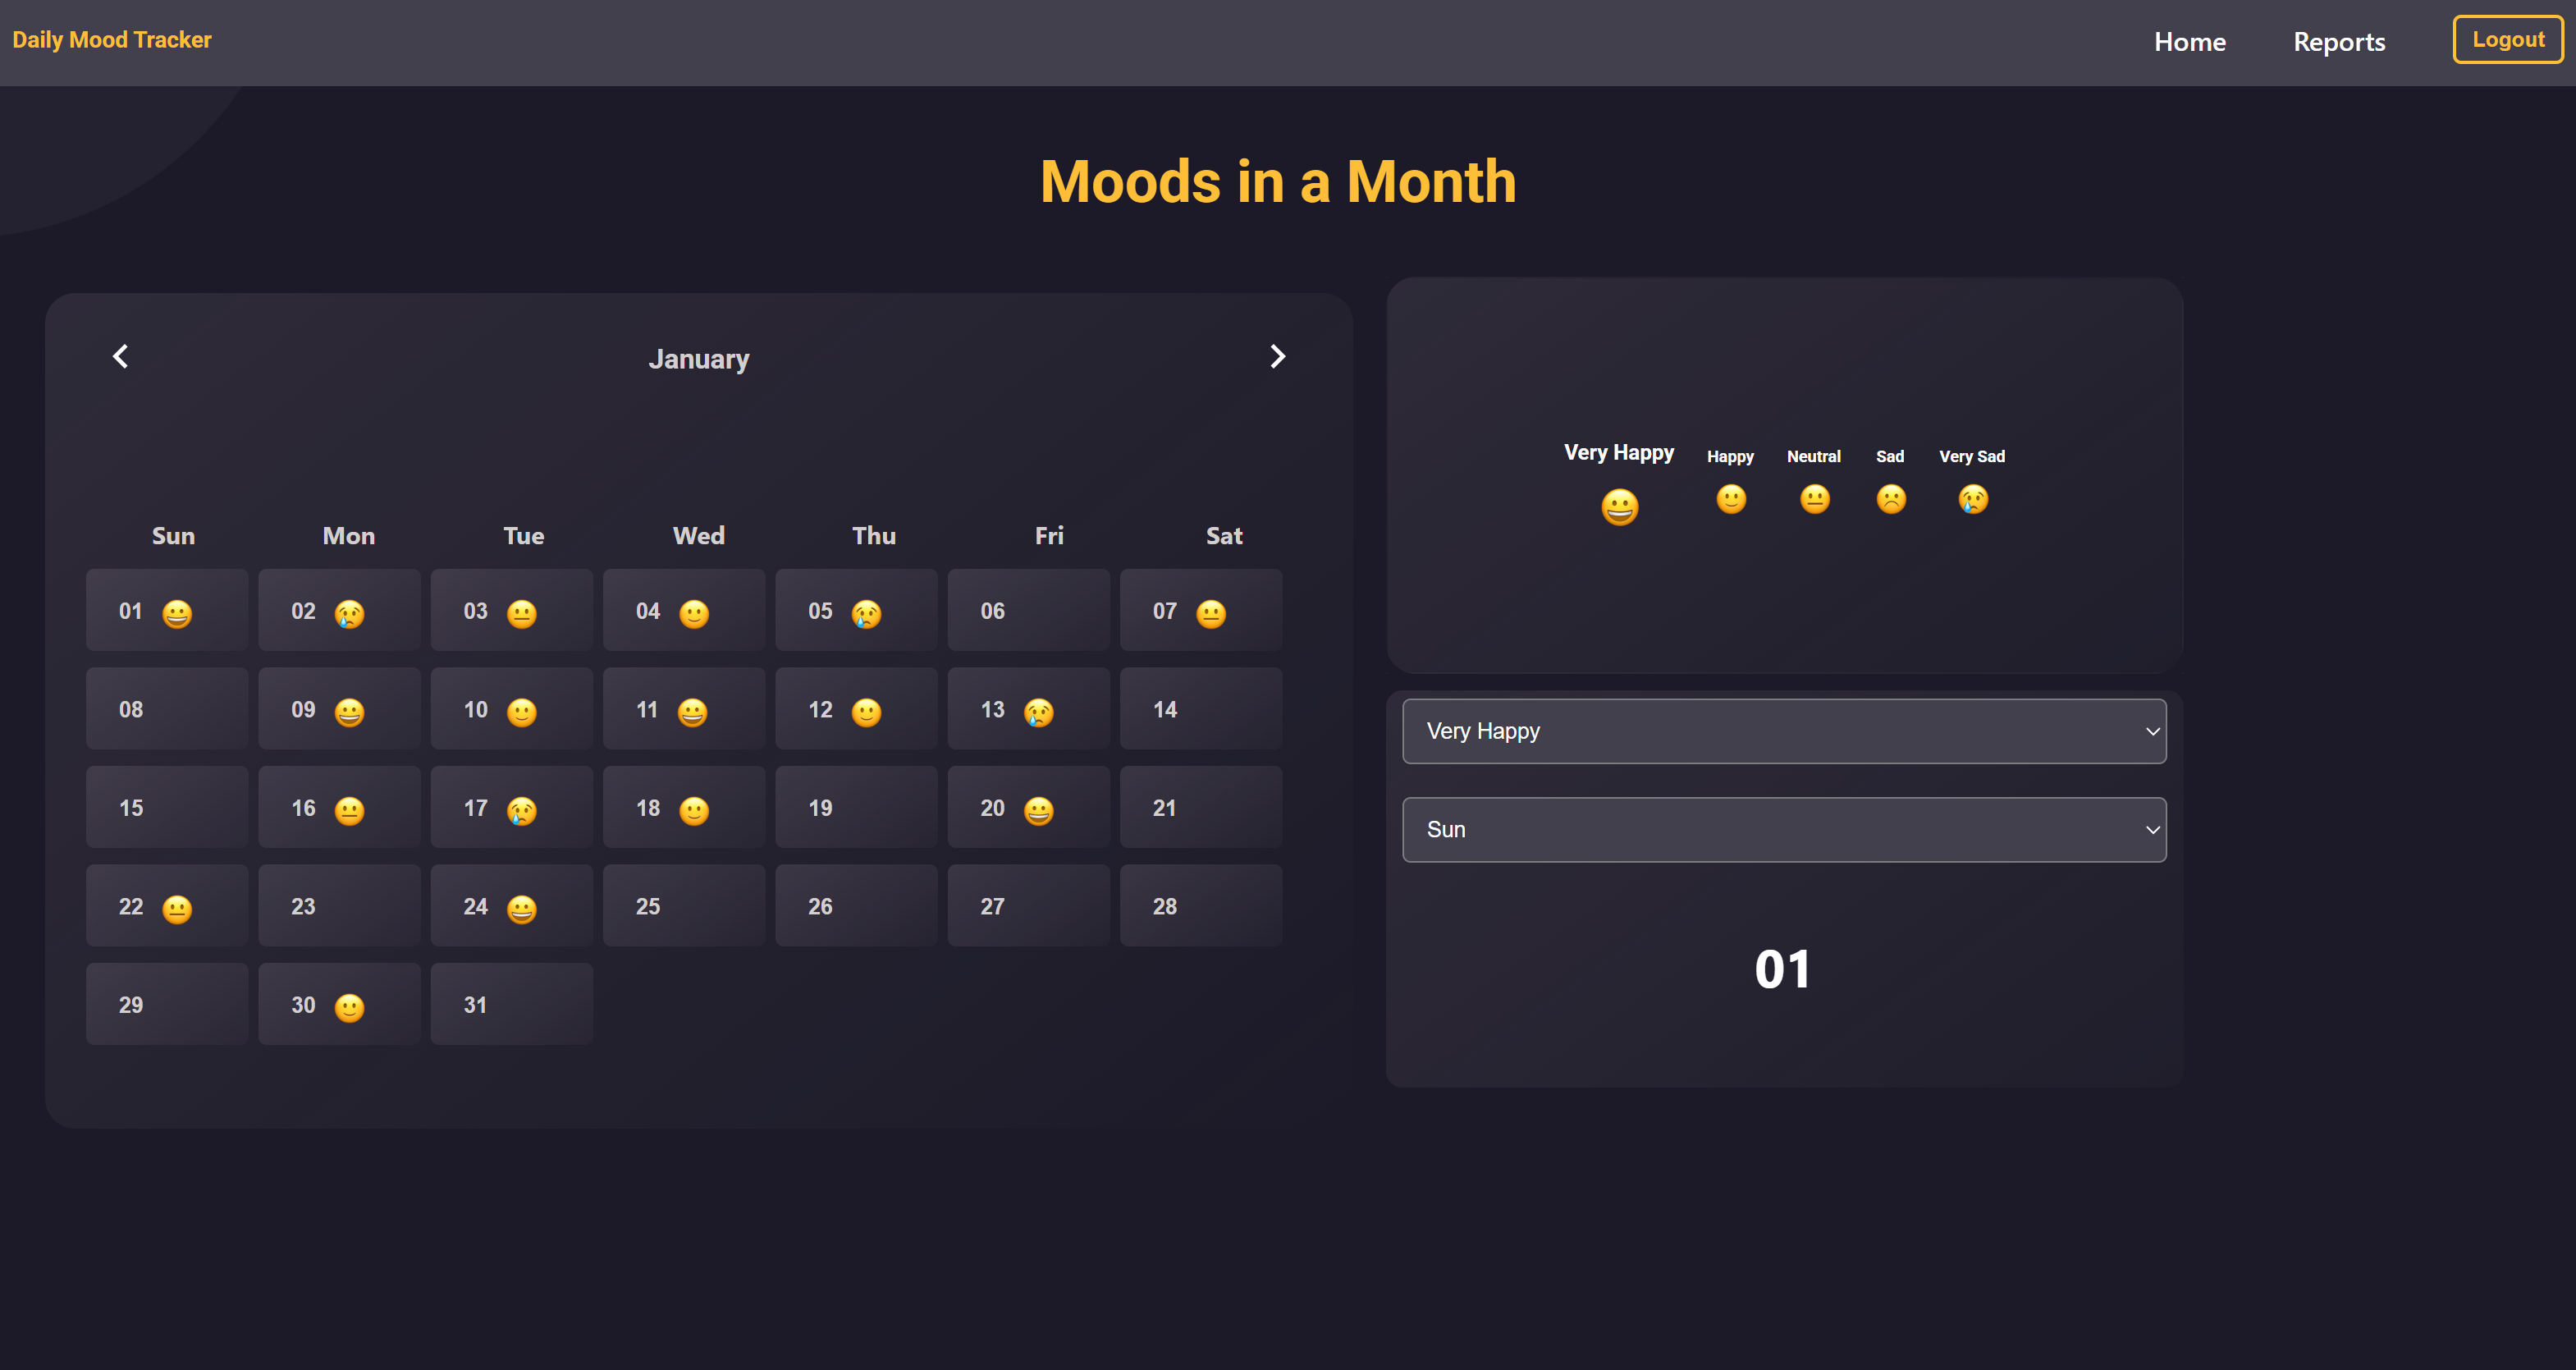 Daily Mood Tracker
Home Reports Logout
Moods in a Month
January
Sun Mon Tue Wed Thu Fri Sat
01 02 03 04 05 06 07
08 09 10 11 12 13 14
15 16 17 18 19 20 21
22 23 24 25 26 27 28
29 30 31
Very Happy Happy Neutral Sad Very Sad
Very Happy
Sun
01